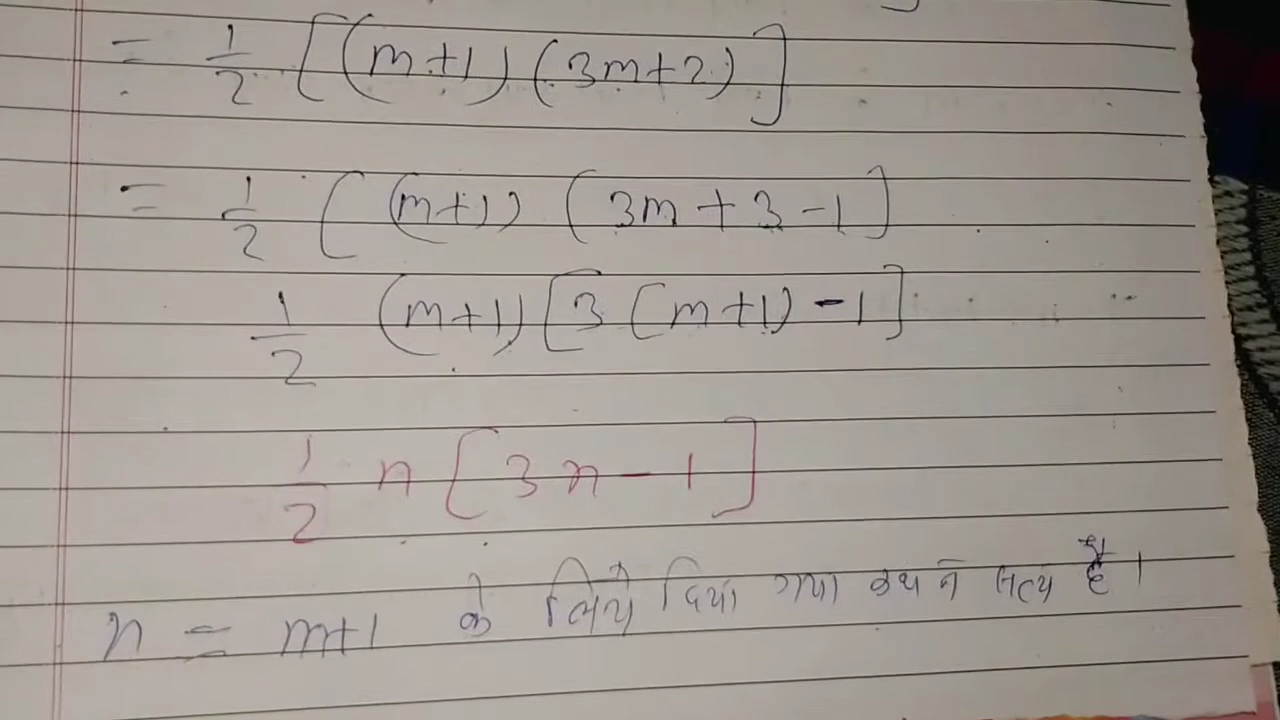 = 1/2 [(m+1) (3m+2)]
= 1/2 [ (m+1) (3m+3-1]
1/2 (m+1) [3 (m+1) -1]
1/2 n [3n-1]
n = m+1 के लिये दिया गया कथन सत्य है।